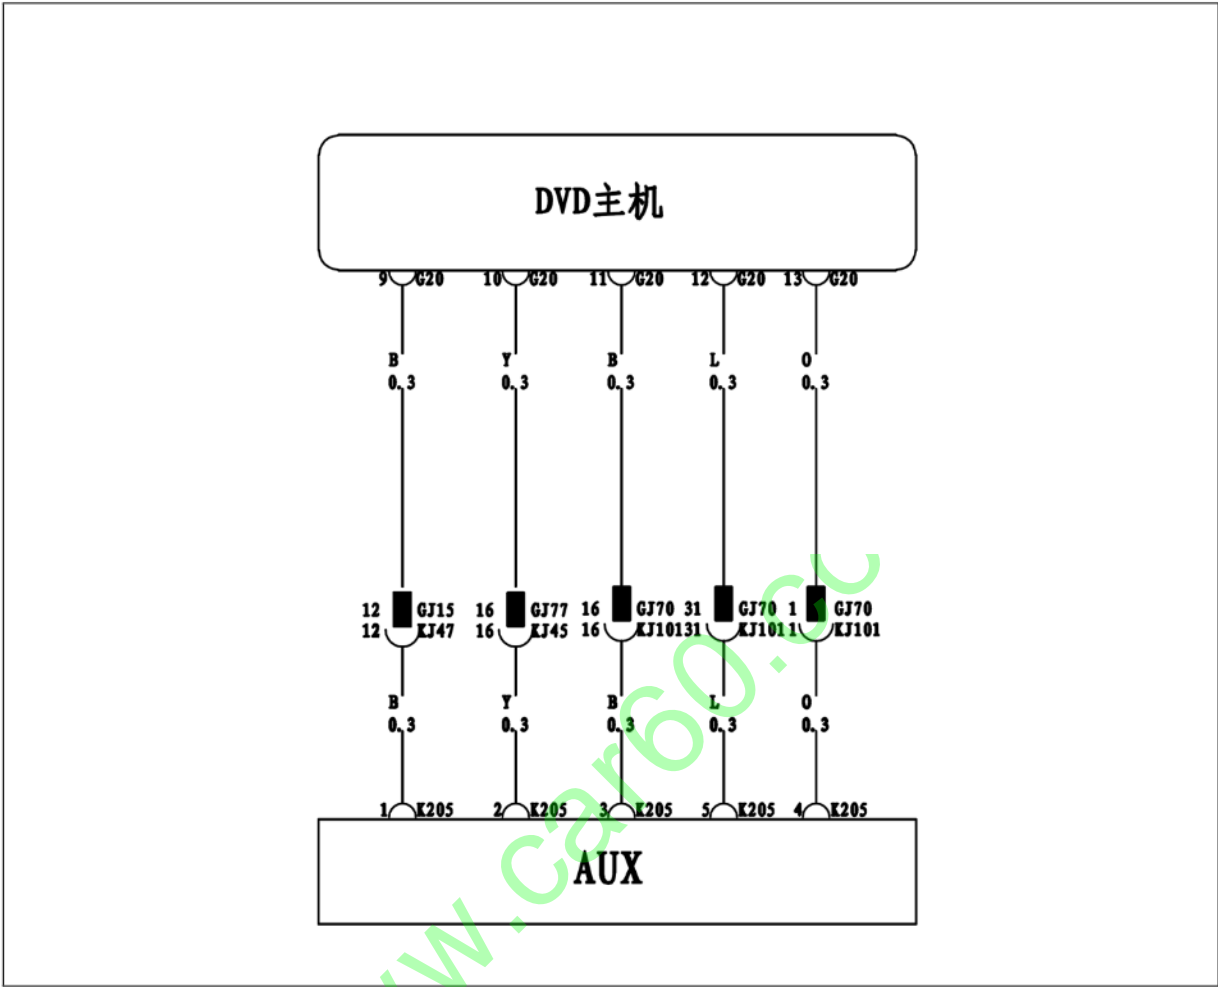 DVD主机
9 G20 10 G20 11 G20 12 G20 13 G20
B Y B L O
0.3 0.3 0.3 0.3 0.3
12 GJ15 16 GJ77 16 GJ70 31 GJ70 1 GJ70
12 KJ47 16 KJ45 16 KJ101 31 KJ101 1 KJ101
B Y B L O
0.3 0.3 0.3 0.3 0.3
1 K205 2 K205 3 K205 5 K205 4 K205
AUX
w.car60.co